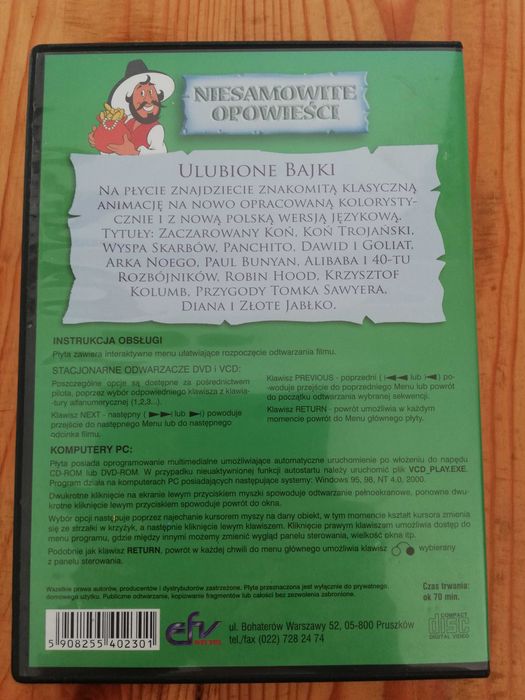 NIESAMOWITE
OPOWIEŚCI
ULUBIONE BAJKI
NA PŁYCIE ZNAJDZIECIE ZNAKOMITĄ KLASYCZNĄ
ANIMACJĘ NA NOWO OPRACOWANĄ KOLORYSTY-
CZNIE I Z NOWĄ POLSKĄ WERSJĄ JĘZYKOWĄ.
TYTUŁY: ZACZAROWANY KOŃ, KOŃ TROJAŃSKI,
WYSPA SKARBÓW, PANCHITO, DAWID I GOLIAT,
ARKA NOEGO, PAUL BUNYAN, ALIBABA I 40-TU
ROZBÓJNIKÓW, ROBIN HOOD, KRZYSZTOF
KOLUMB, PRZYGODY TOMKA SAWYERA,
DIANA I ZŁOTE JABŁKO.
INSTRUKCJA OBSŁUGI
Płyta zawiera interaktywne menu ułatwiające rozpoczęcie odtwarzania filmu.
STACJONARNE ODTWARZACZE DVD i VCD:
Poszczególne opcje są dostępne za pośrednictwem
pilota, poprzez wybór odpowiedniego klawisza z klawia-
tury alfanumerycznej (1,2,3...).
Klawisz NEXT - następny ( lub ) powoduje
przejście do następnego Menu lub do następnego
odcinka filmu.
Klawisz PREVIOUS - poprzedni ( lub ) po-
woduje przejście do poprzedniego Menu lub powrót
do początku odtwarzania wybranej sekwencji.
Klawisz RETURN - powrót umożliwia w każdym
momencie powrót do Menu głównego płyty.
KOMPUTERY PC:
Płyta posiada oprogramowanie multimedialne umożliwiające automatyczne uruchomienie po włożeniu do napędu
CD-ROM lub DVD-ROM. W przypadku nieuaktywnionej funkcji autostartu należy uruchomić plik VCD_PLAY.EXE.
Program działa na komputerach PC posiadających następujące systemy: Windows 95, 98, NT 4.0, 2000.
Dwukrotne kliknięcie na ekranie lewym przyciskiem myszki spowoduje odtwarzanie pełnoekranowe, ponowne dwu-
krotne kliknięcie lewym przyciskiem spowoduje powrót do okna.
Wybór opcji następuje poprzez najechanie kursorem myszy na dany obiekt, w tym momencie kształt kursora zmienia
się ze strzałki w krzyżyk, a następnie kliknięcie lewym klawiszem. Kliknięcie prawym klawiszem umożliwia dostęp do
menu programu, gdzie między innymi możemy zmienić wygląd panelu sterowania, wielkość okna itp.
Podobnie jak klawisz RETURN, powrót w każdej chwili do menu głównego umożliwia klawisz wybierany
z panelu sterowania.
Wszelkie prawa autorów, producentów i dystrybutorów zastrzeżone. Płyta przeznaczona jest wyłącznie do prywatnego,
domowego użytku. Publiczne odtwarzanie, kopiowanie fragmentów lub całości bez zezwolenia zabronione.
Czas trwania:
ok 70 min.
5 908255 402301
efv
ul. Bohaterów Warszawy 52, 05-800 Pruszków
tel./fax (022) 728 24 74
COMPACT
disc
DIGITAL VIDEO